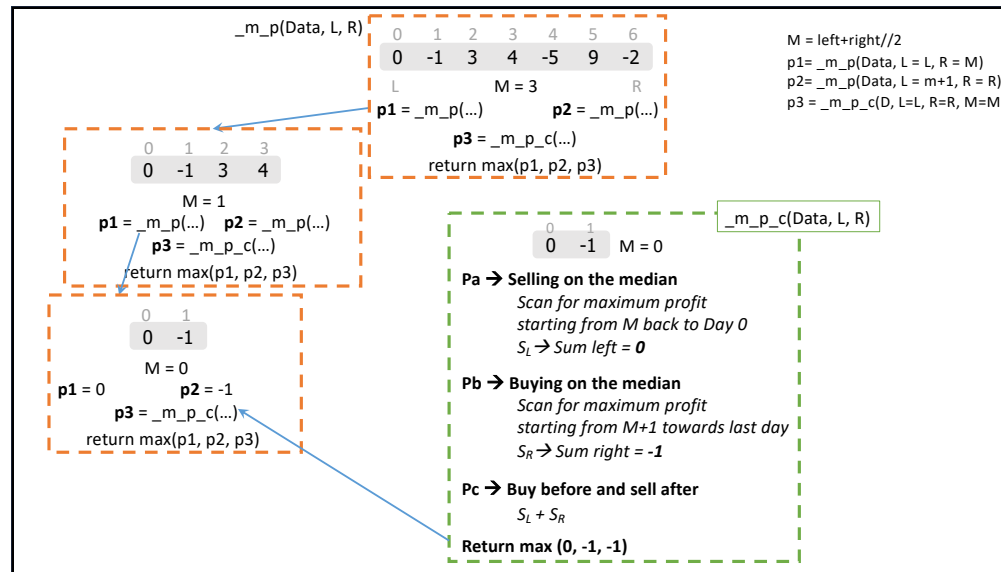 _m_p(Data, L, R)
0 1 2 3 4 5 6
0 -1 3 4 -5 9 -2
L M = 3 R
p1 = _m_p(…) p2 = _m_p(…)
p3 = _m_p_c(…)
return max(p1, p2, p3)
M = left+right//2
p1= _m_p(Data, L = L, R = M)
p2= _m_p(Data, L = m+1, R = R)
p3 = _m_p_c(D, L=L, R=R, M=M
0 1 2 3
0 -1 3 4
M = 1
p1 = _m_p(…) p2 = _m_p(…)
p3 = _m_p_c(…)
return max(p1, p2, p3)
0 1
0 -1
M = 0
p1 = 0 p2 = -1
p3 = _m_p_c(…)
return max(p1, p2, p3)
_m_p_c(Data, L, R)
0 1
0 -1 M = 0
Pa → Selling on the median
Scan for maximum profit
starting from M back to Day 0
S_L → Sum left = 0
Pb → Buying on the median
Scan for maximum profit
starting from M+1 towards last day
S_R → Sum right = -1
Pc → Buy before and sell after
S_L + S_R
Return max (0, -1, -1)